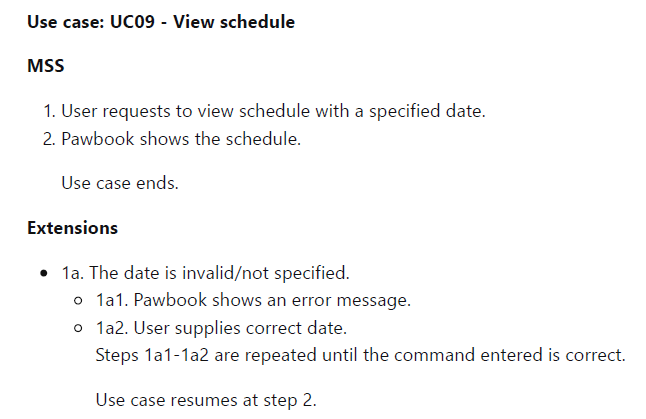 Use case: UC09 - View schedule
MSS
1. User requests to view schedule with a specified date.
2. Pawbook shows the schedule.
Use case ends.
Extensions
• 1a. The date is invalid/not specified.
○ 1a1. Pawbook shows an error message.
○ 1a2. User supplies correct date.
Steps 1a1-1a2 are repeated until the command entered is correct.
Use case resumes at step 2.